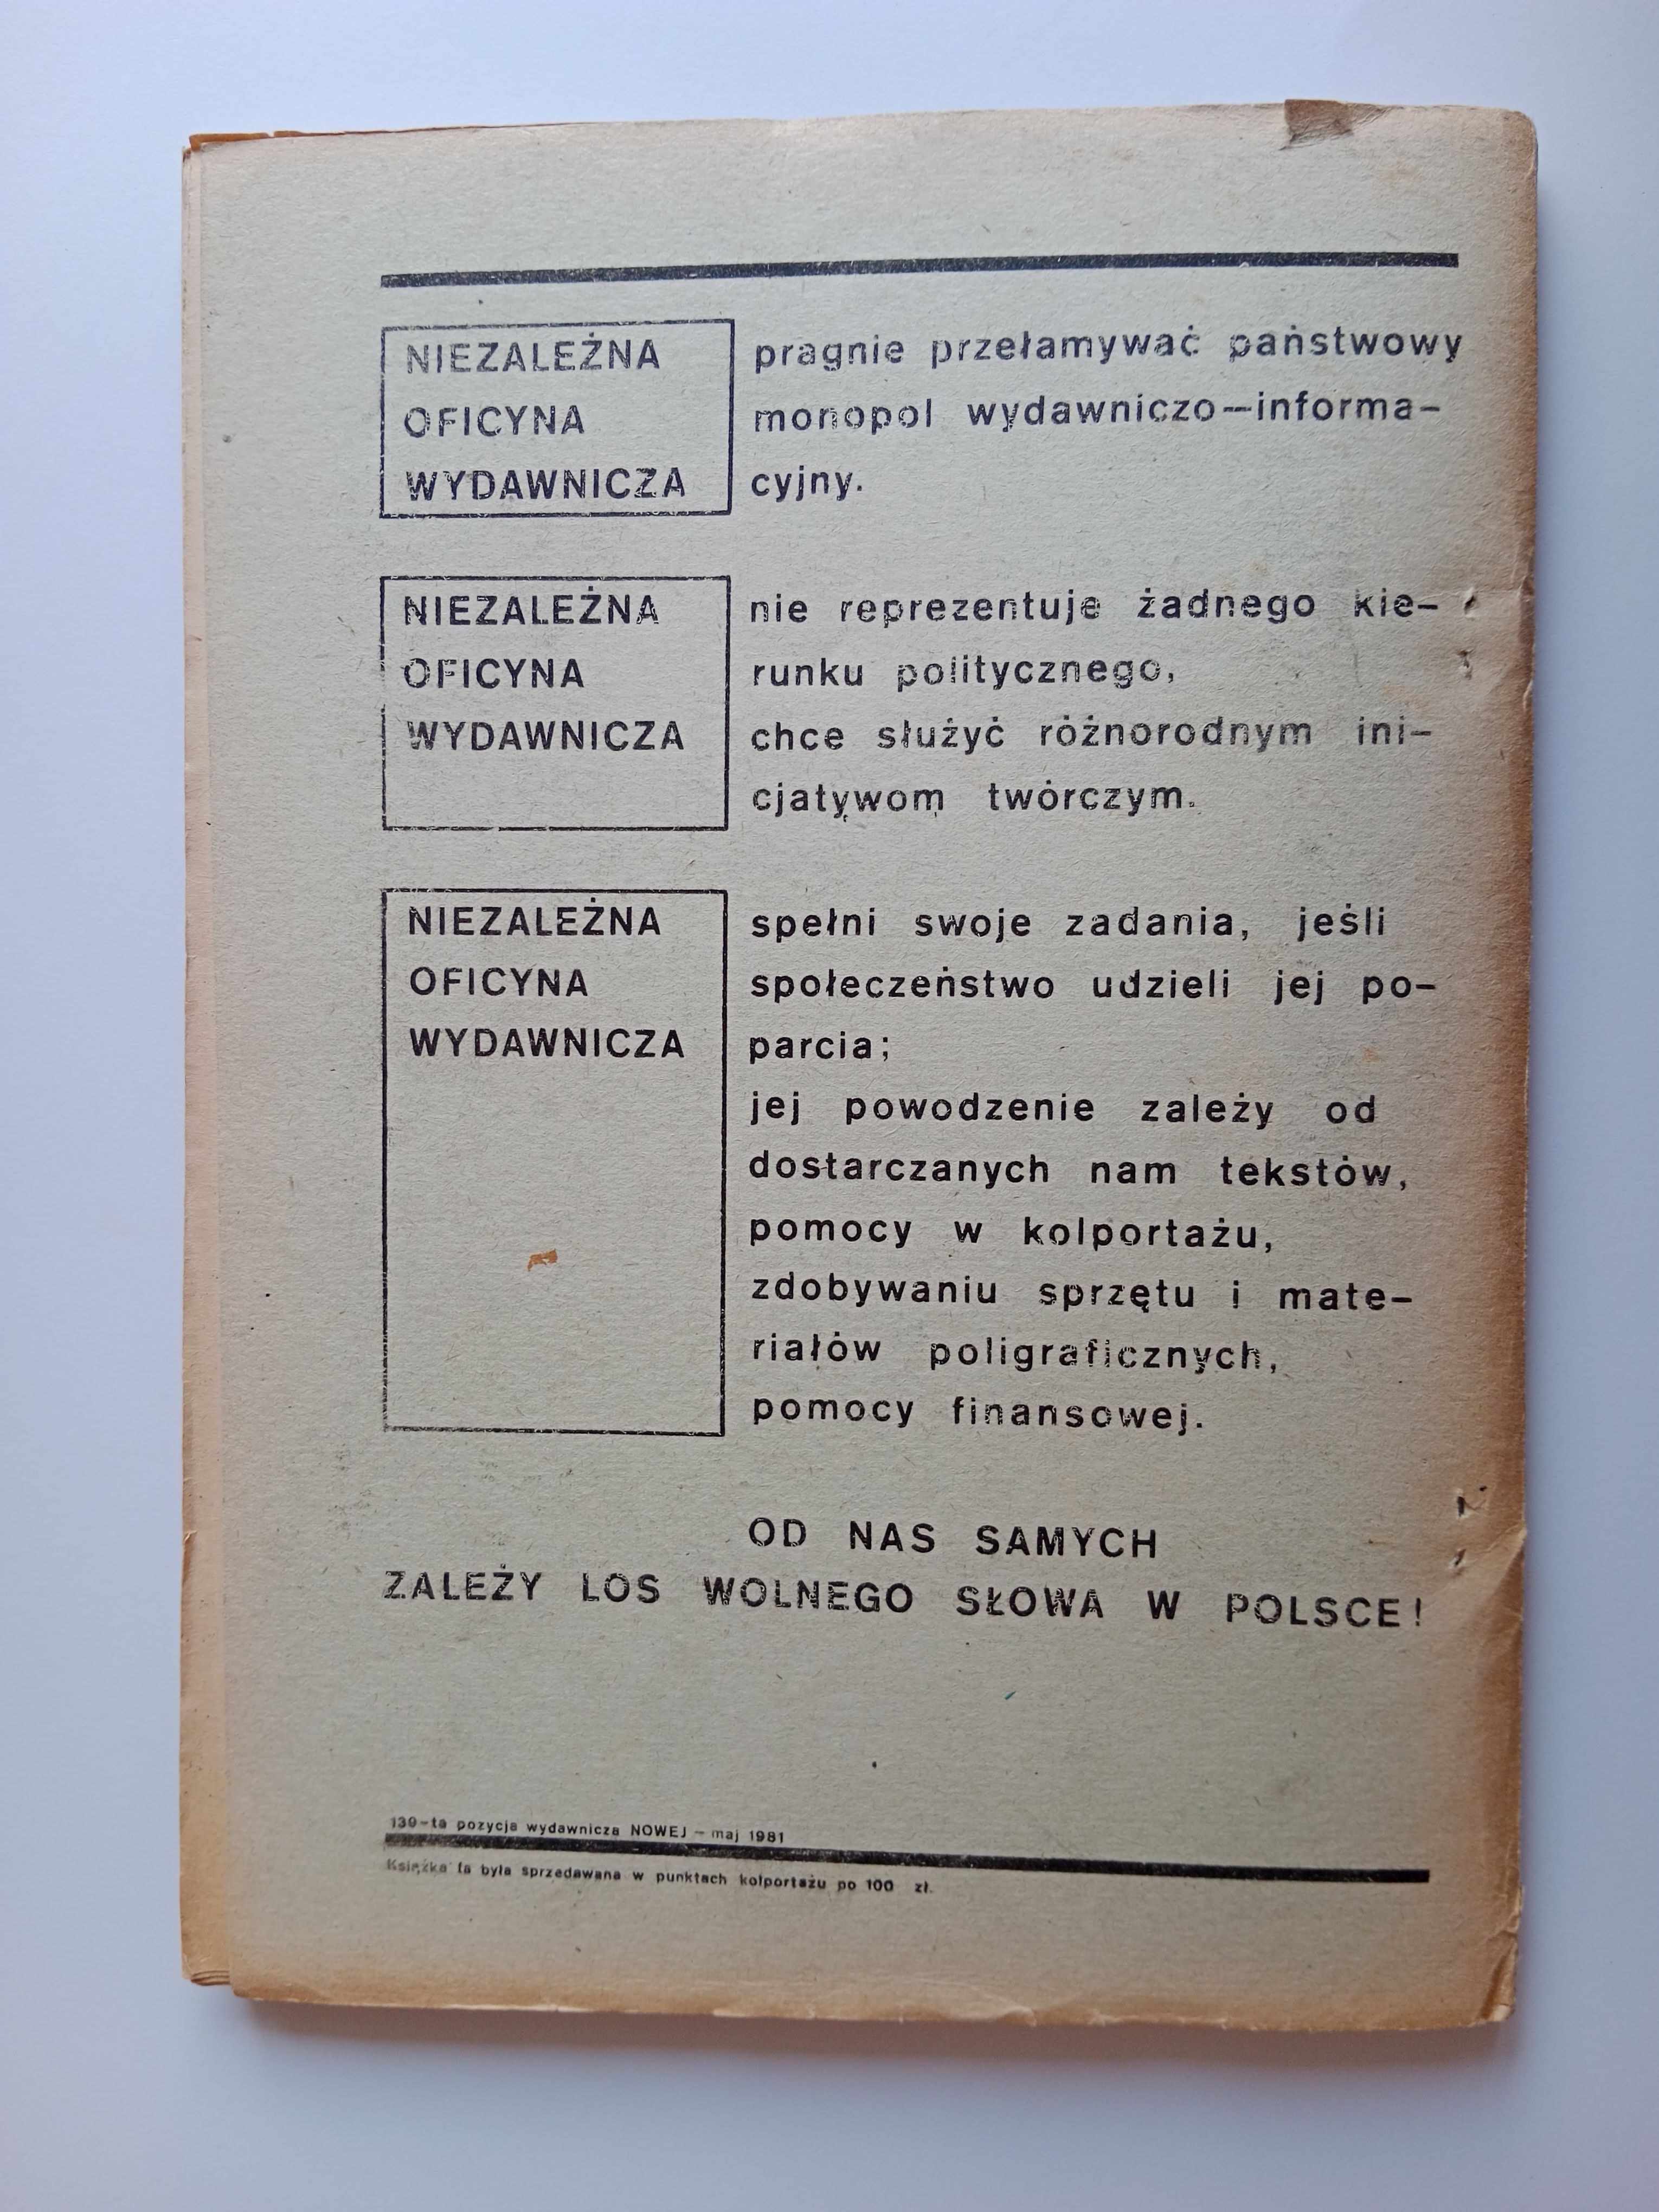 NIEZALEŻNA
OFICYNA
WYDAWNICZA
pragnie przełamywać państwowy
monopol wydawniczo—informa–
cyjny.
NIEZALEŻNA
OFICYNA
WYDAWNICZA
nie reprezentuje żadnego kie–
runku politycznego,
chce służyć różnorodnym ini–
cjatywom twórczym.
NIEZALEŻNA
OFICYNA
WYDAWNICZA
spełni swoje zadania, jeśli
społeczeństwo udzieli jej po–
parcia;
jej powodzenie zależy od
dostarczanych nam tekstów,
pomocy w kolportażu,
zdobywaniu sprzętu i mate–
riałów poligraficznych,
pomocy finansowej.
OD NAS SAMYCH
ZALEŻY LOS WOLNEGO SŁOWA W POLSCE!
139–ta pozycja wydawnicza NOWEJ – maj 1981
Książka ta była sprzedawana w punktach kolportażu po 100 zł.